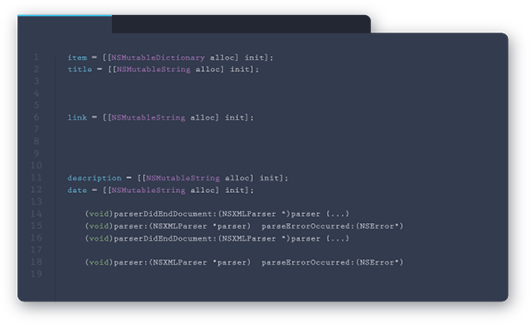 1 item = [[NSMutableDictionary alloc] init];
2 title = [[NSMutableString alloc] init];
3
4
5
6 link = [[NSMutableString alloc] init];
7
8
9
10
11 description = [[NSMutableString alloc] init];
12 date = [[NSMutableString alloc] init];
13
14 (void)parserDidEndDocument:(NSXMLParser *)parser {...}
15 (void)parser:(NSXMLParser *parser) parseErrorOccurred:(NSError*)
16 (void)parserDidEndDocument:(NSXMLParser *)parser {...}
17
18 (void)parser:(NSXMLParser *parser) parseErrorOccurred:(NSError*)
19